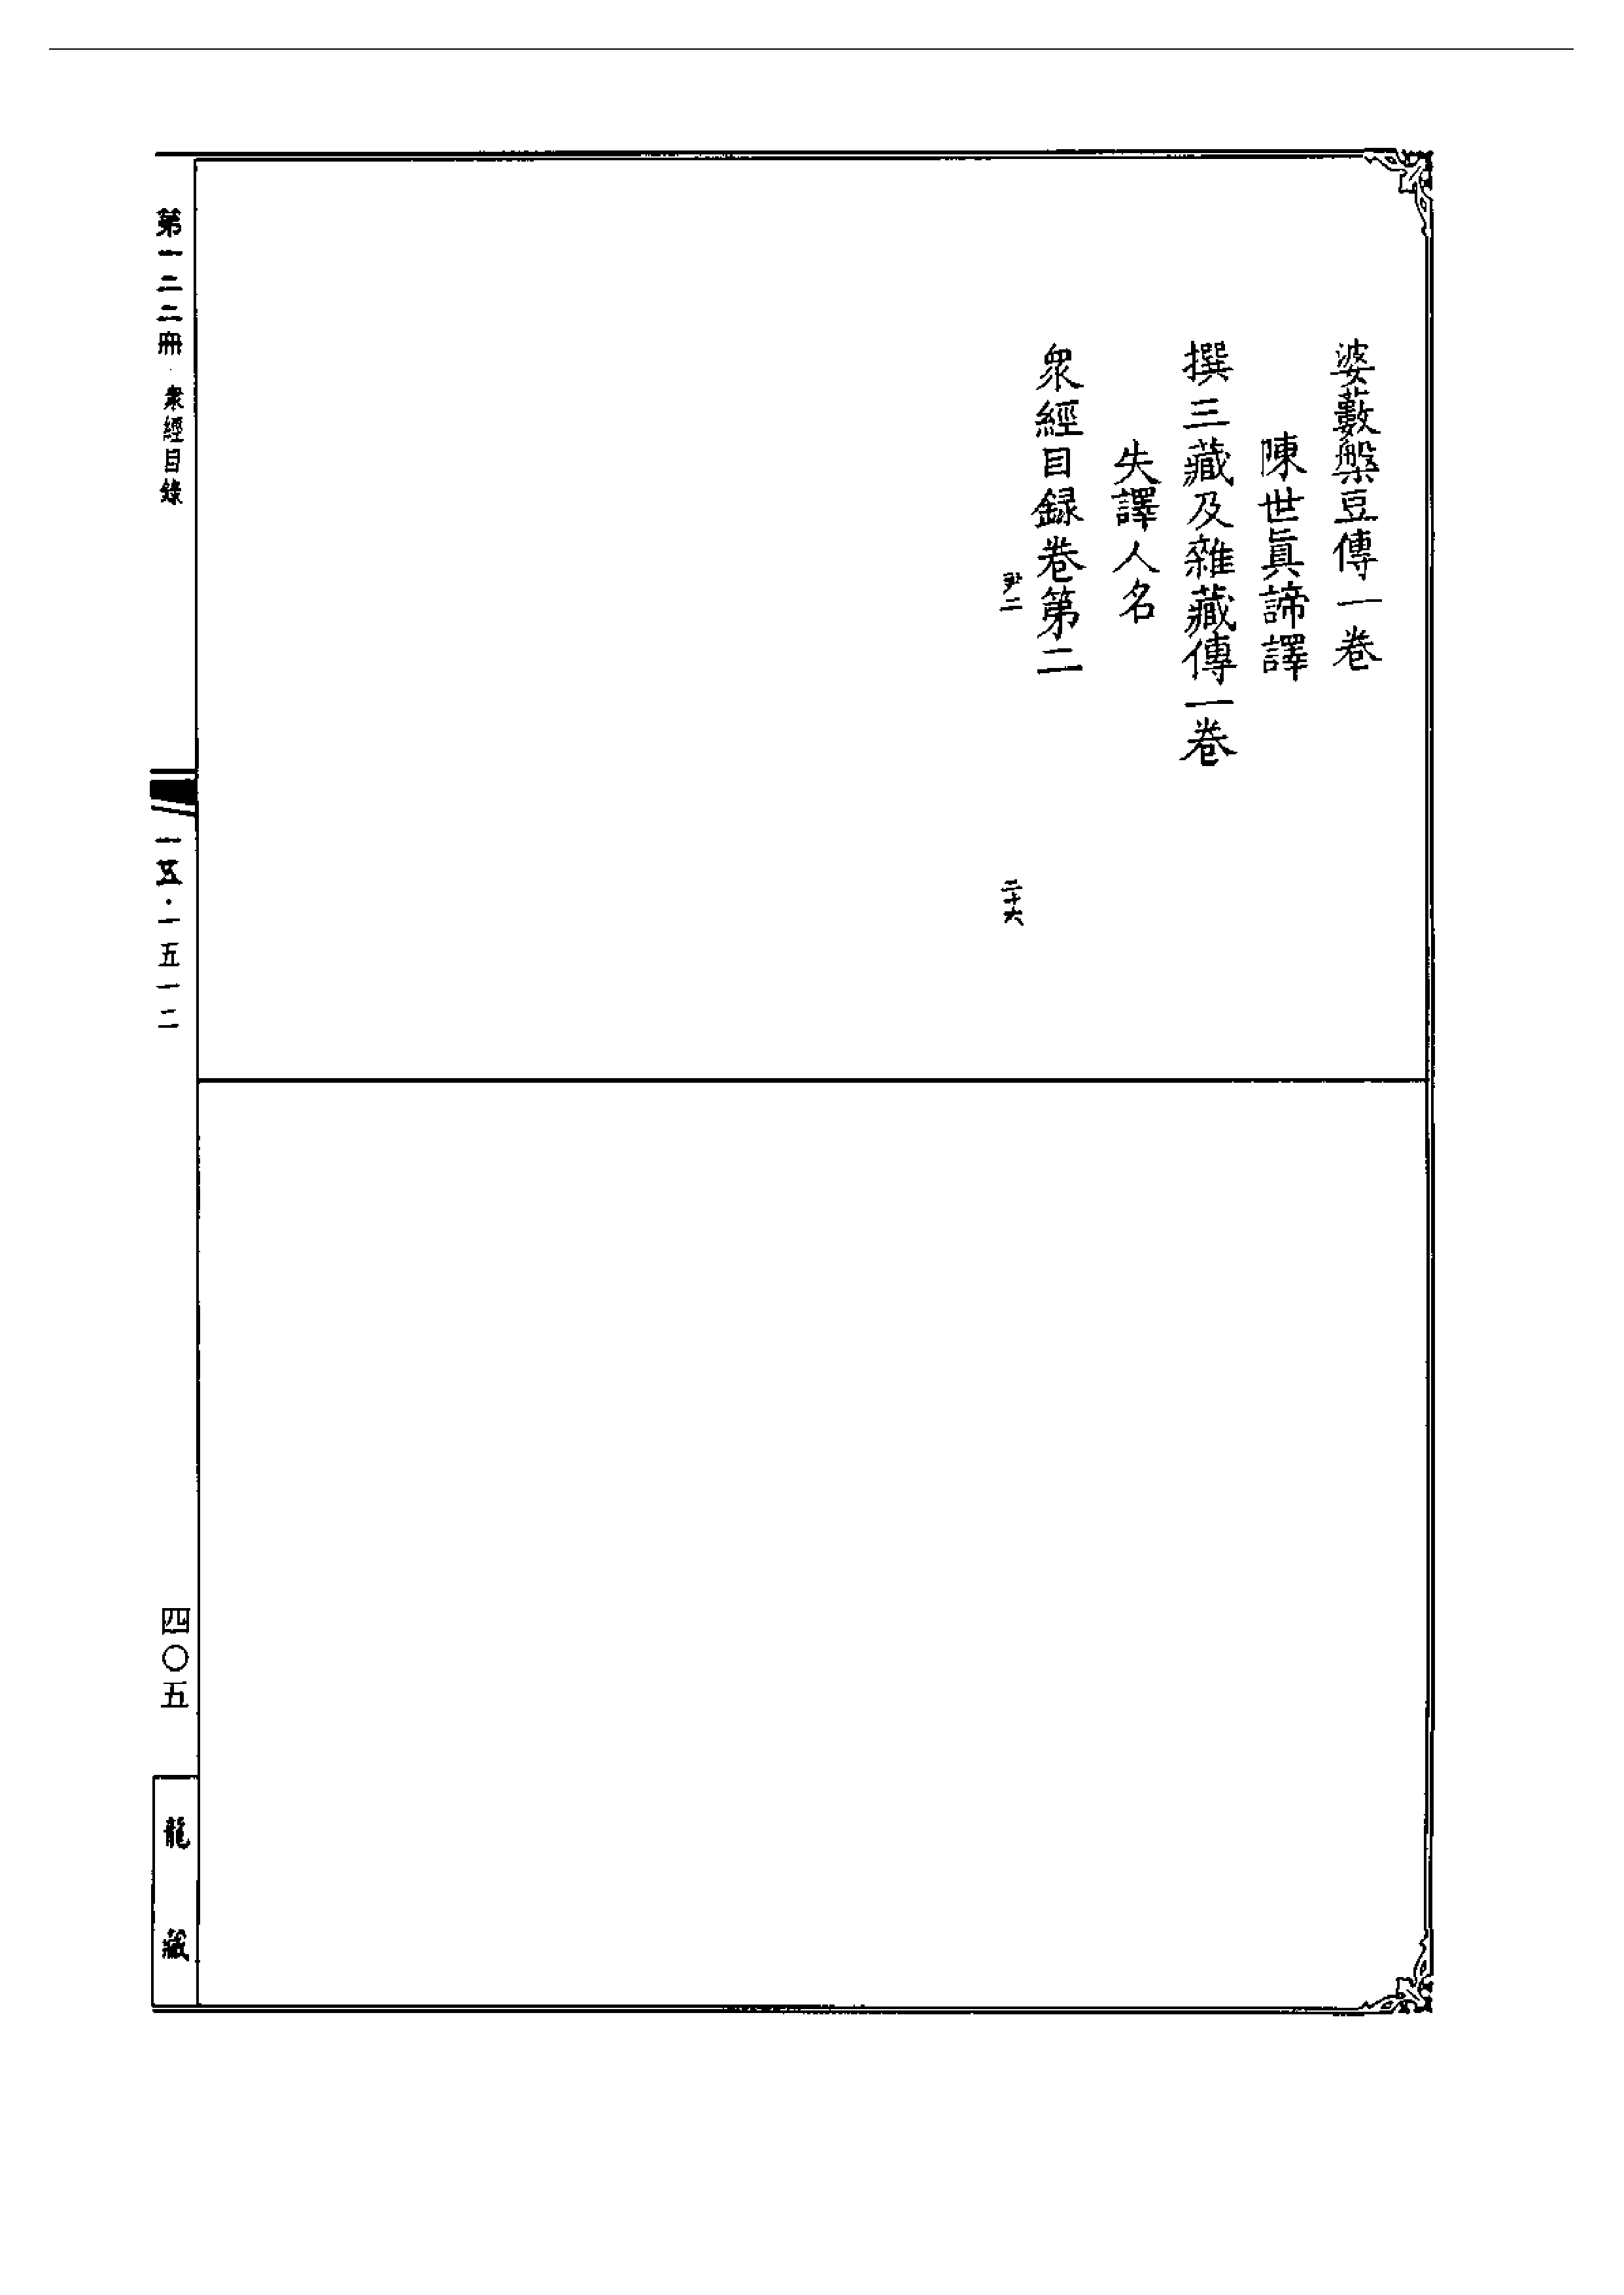 婆藪槃豆傳一卷
陳世眞諦譯
撰三藏及雜藏傳一卷
失譯人名
衆經目録卷第二
尹二
二十六
第一二二冊
衆經目錄
一五·一五一二
四〇五
龍藏